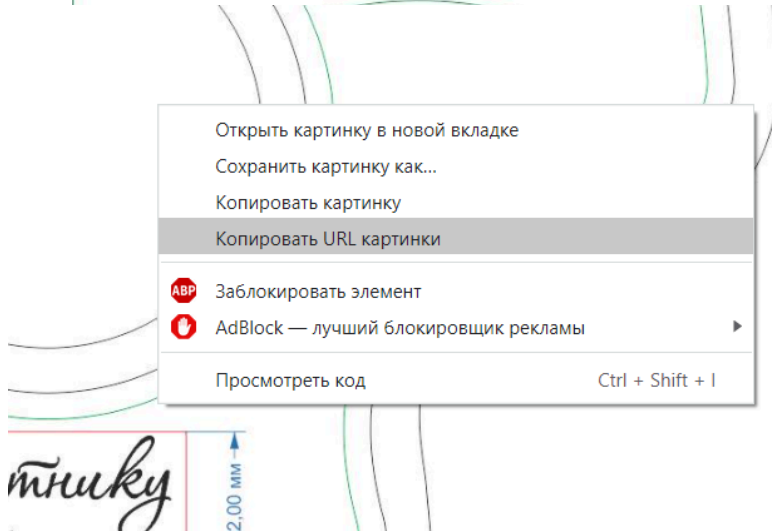 Открыть картинку в новой вкладке
Сохранить картинку как...
Копировать картинку
Копировать URL картинки
ABP Заблокировать элемент
AdBlock — лучший блокировщик рекламы
Просмотреть код Ctrl + Shift + I
тнику
2,00 мм